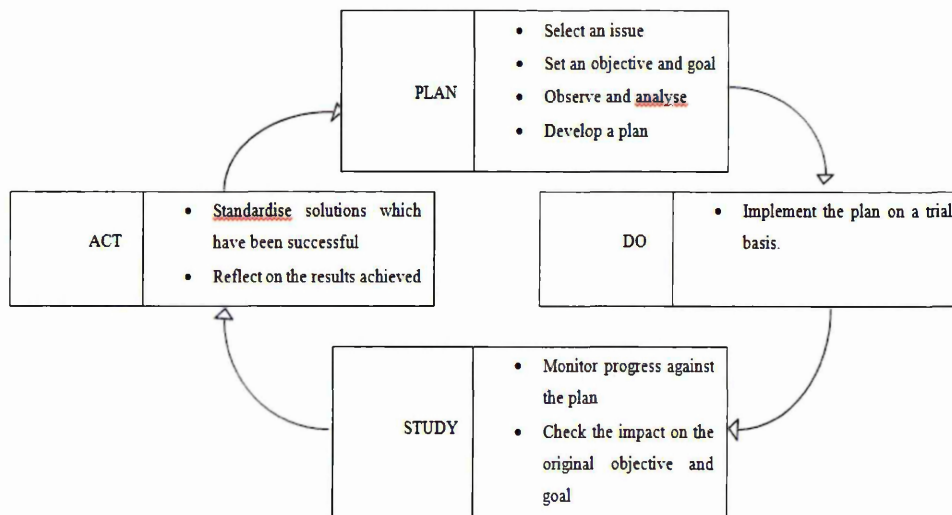 PLAN
• Select an issue
• Set an objective and goal
• Observe and analyse
• Develop a plan
ACT
• Standardise solutions which
have been successful
• Reflect on the results achieved
DO
• Implement the plan on a trial
basis.
STUDY
• Monitor progress against
the plan
• Check the impact on the
original objective and
goal